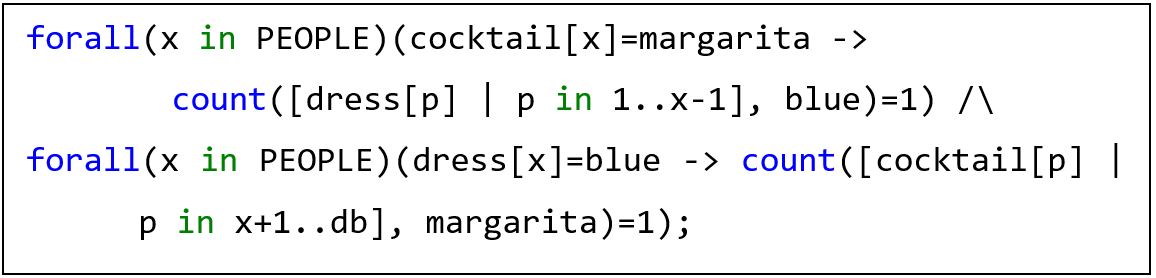 forall(x in PEOPLE)(cocktail[x]=margarita ->
count([dress[p] | p in 1..x-1], blue)=1) /\
forall(x in PEOPLE)(dress[x]=blue -> count([cocktail[p] |
p in x+1..db], margarita)=1);